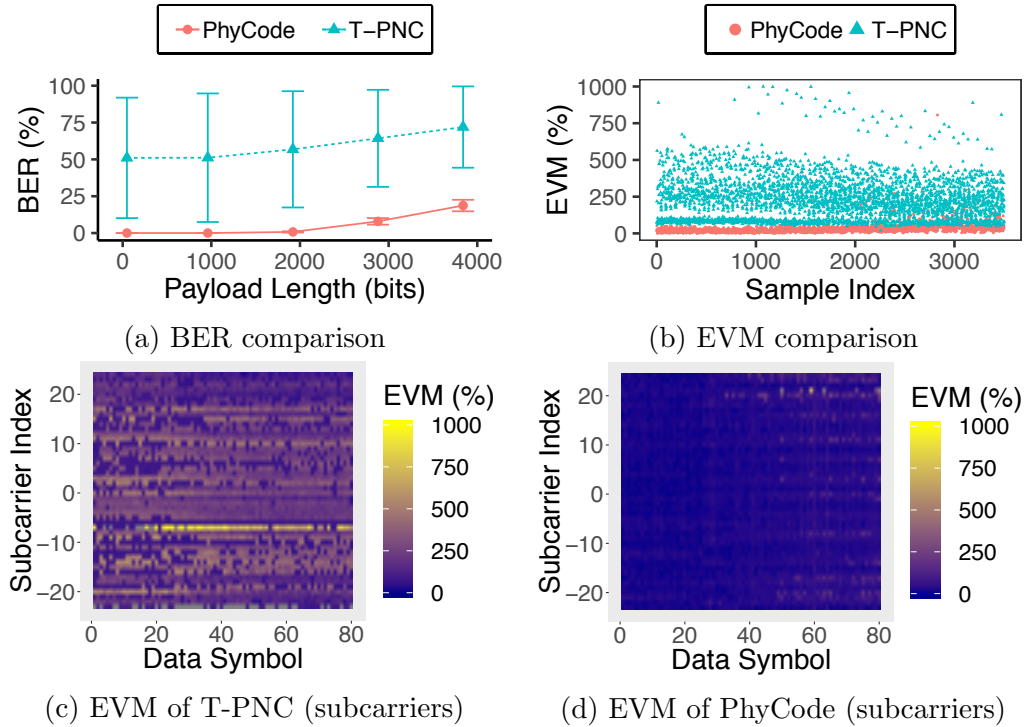 PhyCode T−PNC
PhyCode T−PNC
BER (%)
100
75
50
25
0
0 1000 2000 3000 4000
Payload Length (bits)
(a) BER comparison
EVM (%)
1000
750
500
250
0
0 1000 2000 3000
Sample Index
(b) EVM comparison
Subcarrier Index
20
10
0
−10
−20
0 20 40 60 80
Data Symbol
EVM (%)
1000
750
500
250
0
(c) EVM of T-PNC (subcarriers)
Subcarrier Index
20
10
0
−10
−20
0 20 40 60 80
Data Symbol
EVM (%)
1000
750
500
250
0
(d) EVM of PhyCode (subcarriers)